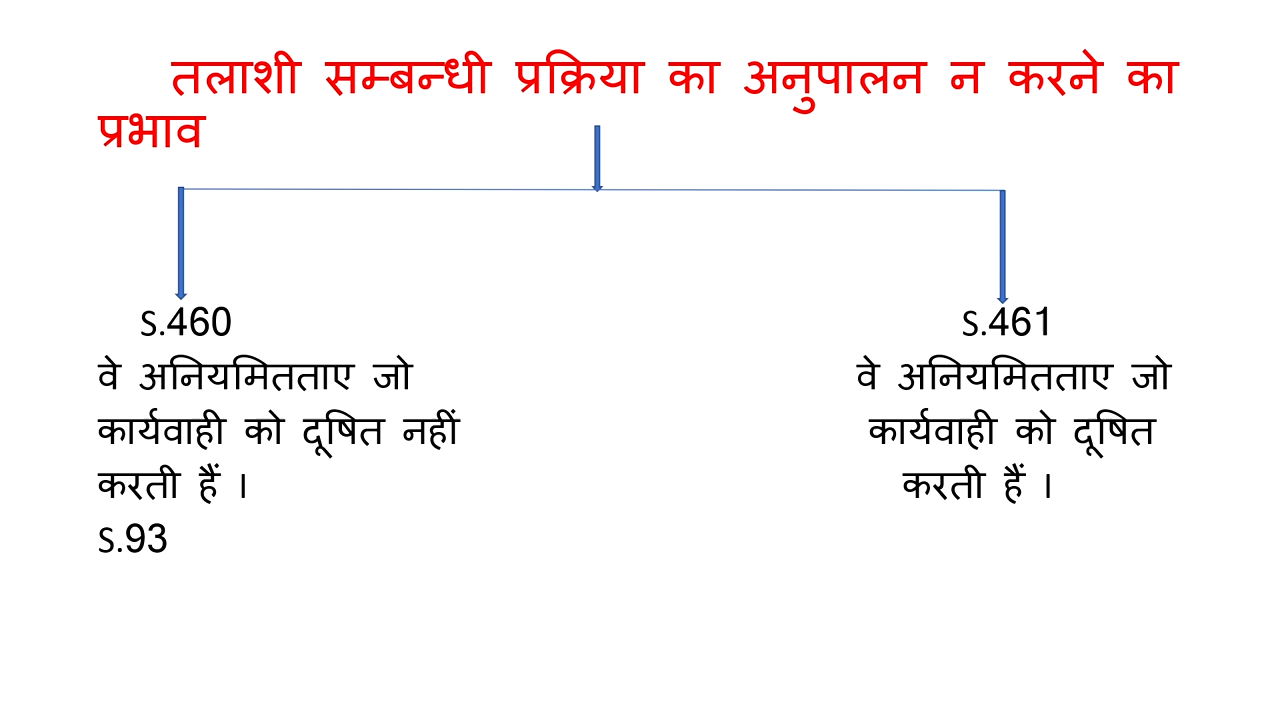 तलाशी सम्बन्धी प्रक्रिया का अनुपालन न करने का
प्रभाव
S.460 S.461
वे अनियमितताए जो वे अनियमितताए जो
कार्यवाही को दूषित नहीं कार्यवाही को दूषित
करती हैं । करती हैं ।
S.93